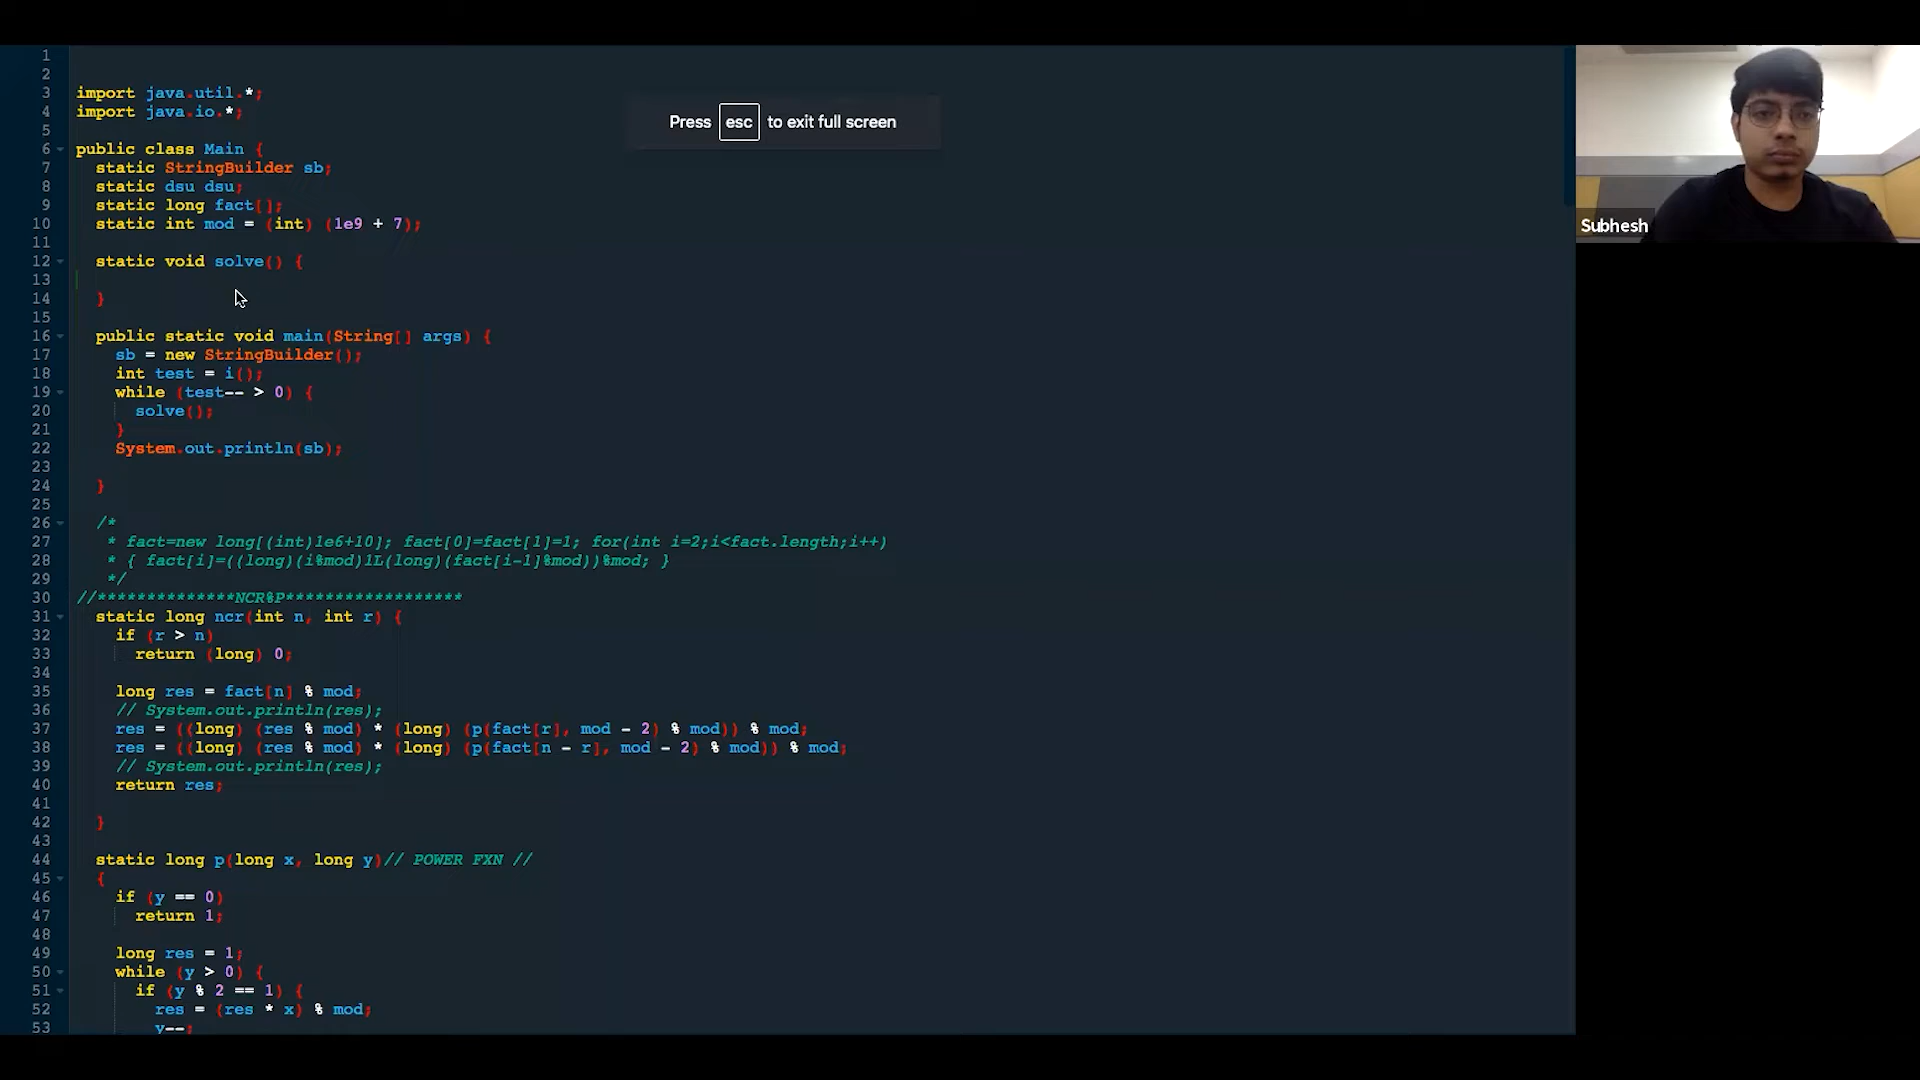 1
2
3 import java.util.*;
4 import java.io.*;
5
6 public class Main {
7 static StringBuilder sb;
8 static dsu dsu;
9 static long fact[];
10 static int mod = (int) (1e9 + 7);
11
12 static void solve() {
13
14 }
15
16 public static void main(String[] args) {
17 sb = new StringBuilder();
18 int test = i();
19 while (test-- > 0) {
20 solve();
21 }
22 System.out.println(sb);
23
24 }
25
26 /*
27 * fact=new long[(int)1e6+10]; fact[0]=fact[1]=1; for(int i=2;i<fact.length;i++)
28 * { fact[i]=((long)(i%mod)1L(long)(fact[i-1]%mod))%mod; }
29 */
30 //**************NCR%P******************
31 static long ncr(int n, int r) {
32 if (r > n)
33 return (long) 0;
34
35 long res = fact[n] % mod;
36 // System.out.println(res);
37 res = ((long) (res % mod) * (long) (p(fact[r], mod - 2) % mod)) % mod;
38 res = ((long) (res % mod) * (long) (p(fact[n - r], mod - 2) % mod)) % mod;
39 // System.out.println(res);
40 return res;
41
42 }
43
44 static long p(long x, long y)// POWER FXN //
45 {
46 if (y == 0)
47 return 1;
48
49 long res = 1;
50 while (y > 0) {
51 if (y % 2 == 1) {
52 res = (res * x) % mod;
53 y--;
Press esc to exit full screen
Subhesh